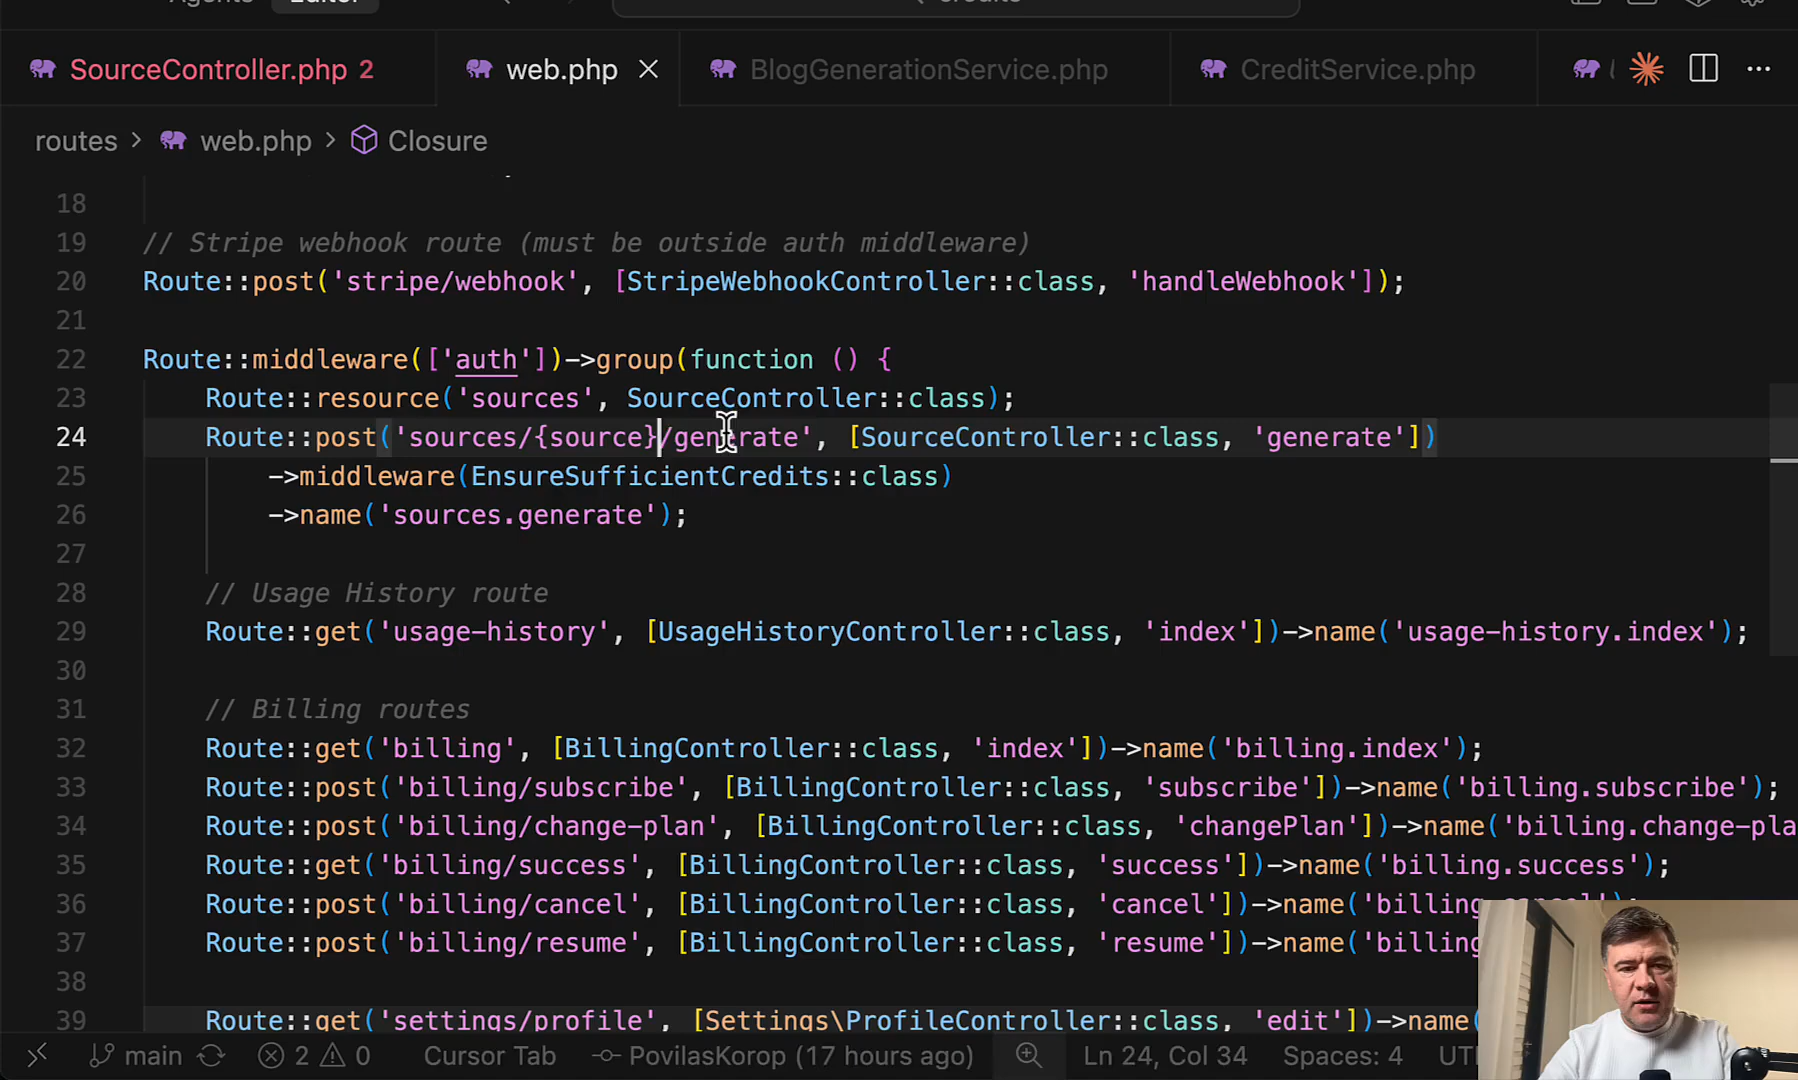 Agents Editor credits
SourceController.php 2 web.php BlogGenerationService.php CreditService.php
routes > web.php > Closure
18
19 // Stripe webhook route (must be outside auth middleware)
20 Route::post('stripe/webhook', [StripeWebhookController::class, 'handleWebhook']);
21
22 Route::middleware(['auth'])->group(function () {
23 Route::resource('sources', SourceController::class);
24 Route::post('sources/{source}/generate', [SourceController::class, 'generate'])
25 ->middleware(EnsureSufficientCredits::class)
26 ->name('sources.generate');
27
28 // Usage History route
29 Route::get('usage-history', [UsageHistoryController::class, 'index'])->name('usage-history.index');
30
31 // Billing routes
32 Route::get('billing', [BillingController::class, 'index'])->name('billing.index');
33 Route::post('billing/subscribe', [BillingController::class, 'subscribe'])->name('billing.subscribe');
34 Route::post('billing/change-plan', [BillingController::class, 'changePlan'])->name('billing.change-pla
35 Route::get('billing/success', [BillingController::class, 'success'])->name('billing.success');
36 Route::post('billing/cancel', [BillingController::class, 'cancel'])->name('billing.cancel');
37 Route::post('billing/resume', [BillingController::class, 'resume'])->name('billing
38
39 Route::get('settings/profile', [Settings\ProfileController::class, 'edit'])->name(
main 2 0 Cursor Tab PovilasKorop (17 hours ago) Ln 24, Col 34 Spaces: 4 UT